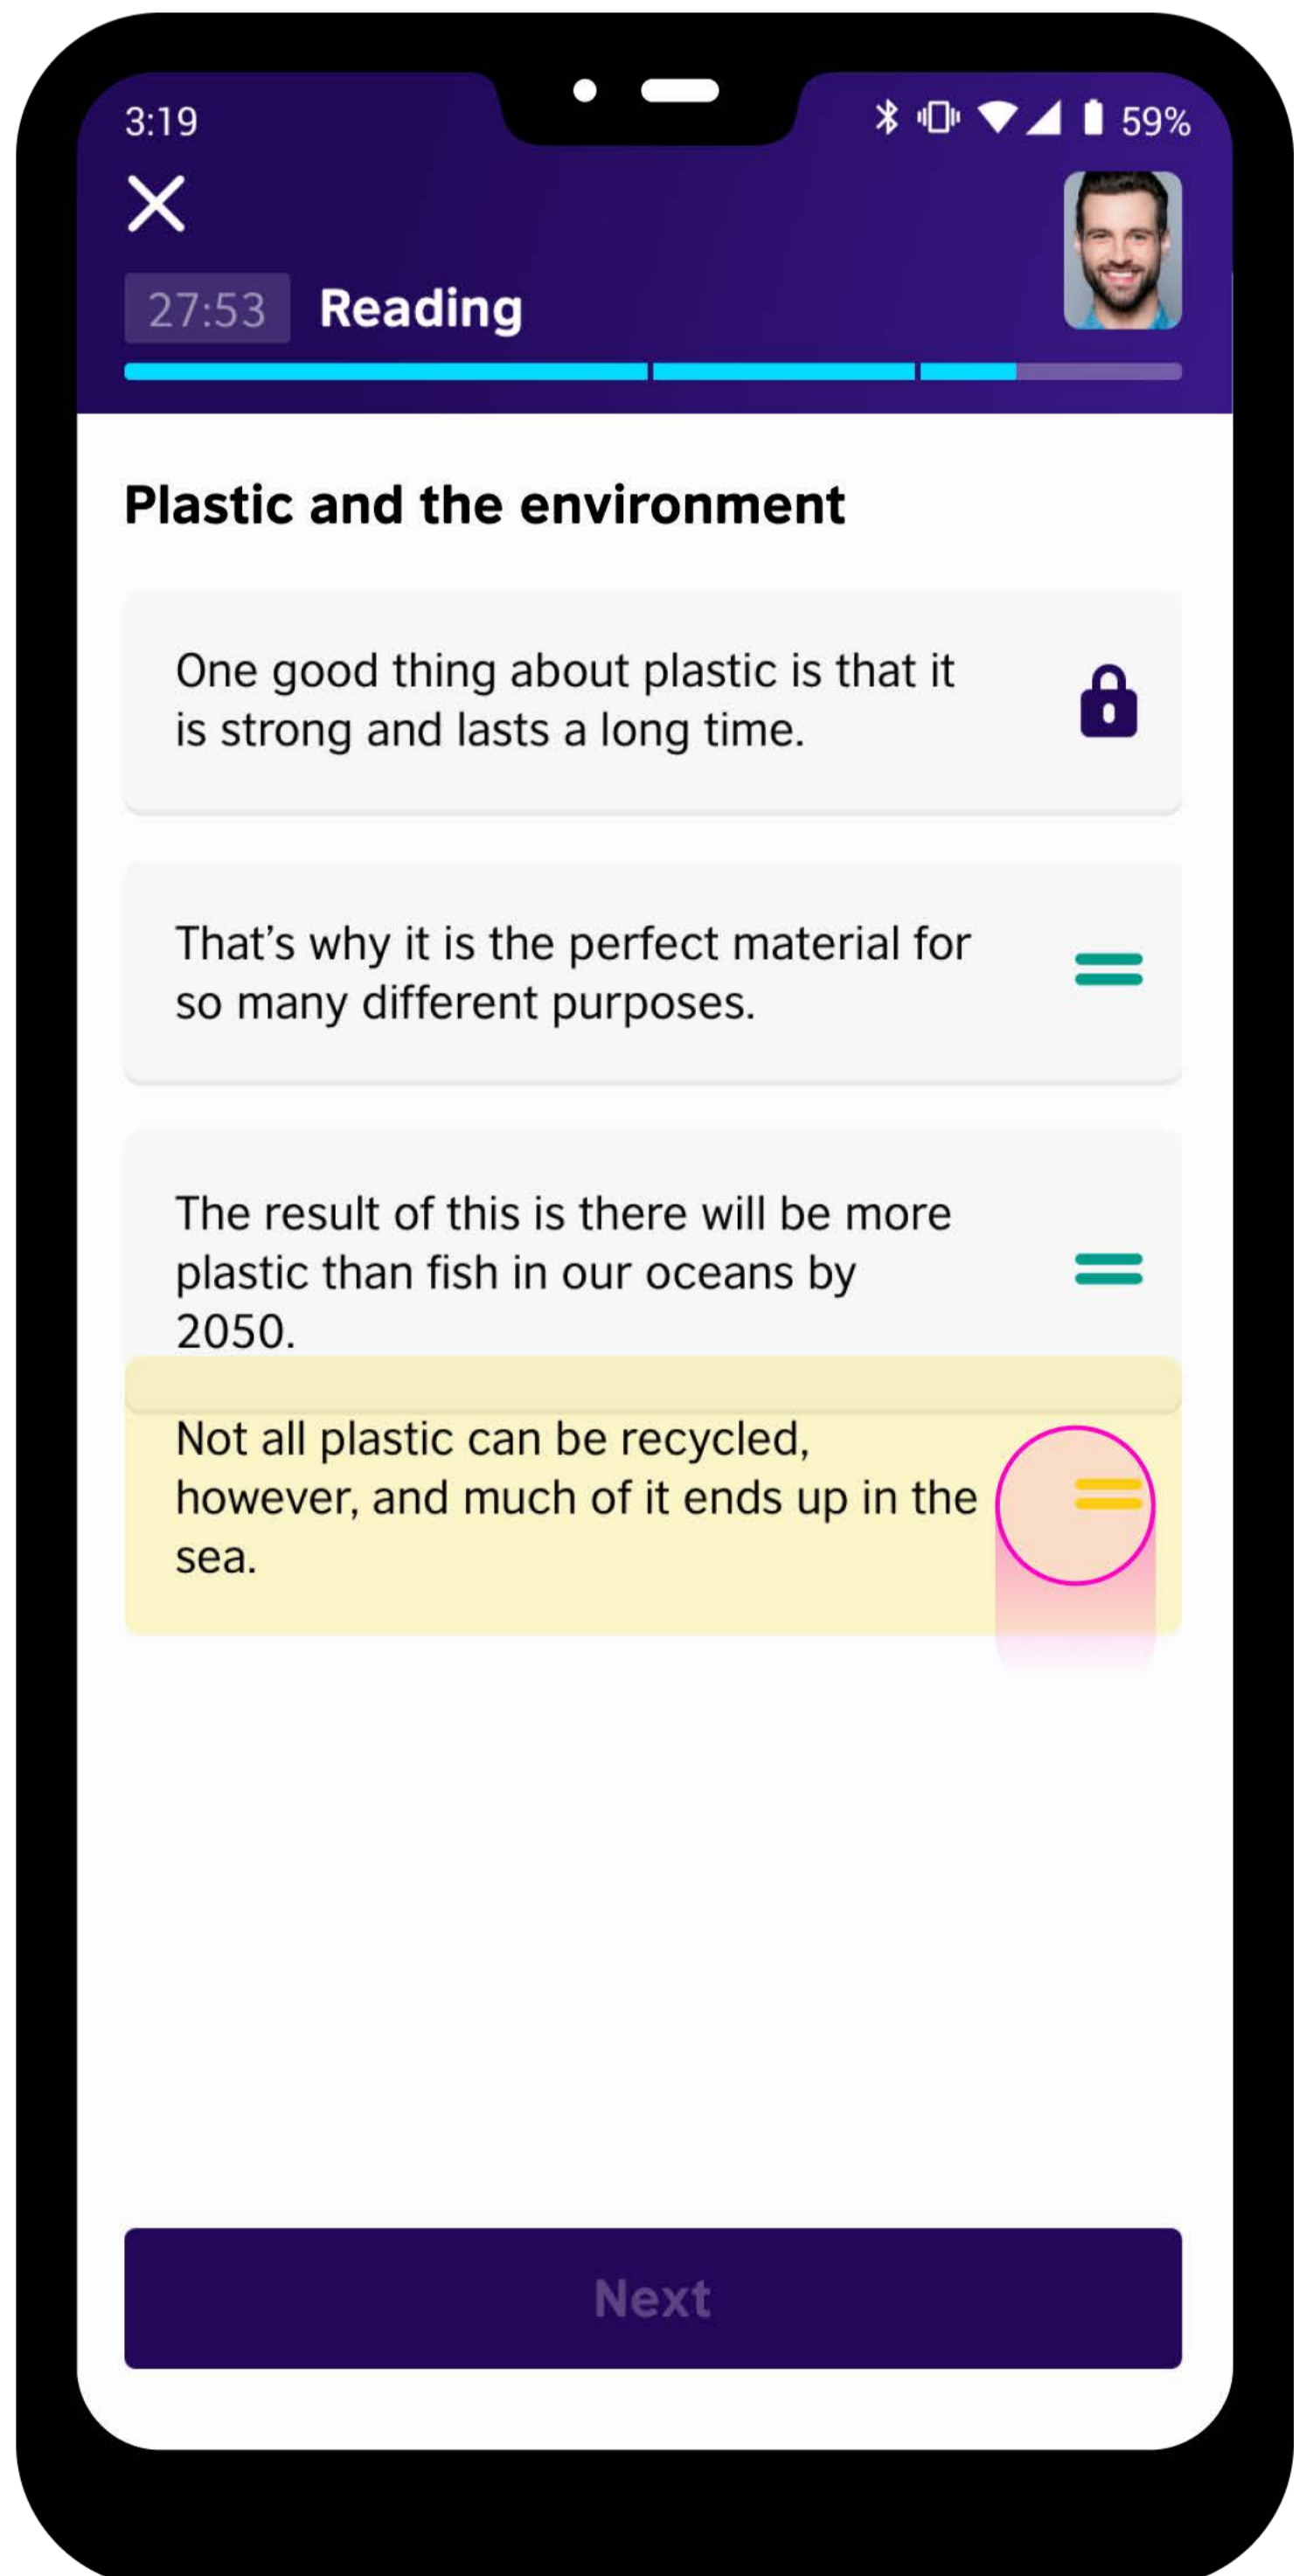 3:19
59%
27:53 Reading
Plastic and the environment
One good thing about plastic is that it
is strong and lasts a long time.
That’s why it is the perfect material for
so many different purposes.
The result of this is there will be more
plastic than fish in our oceans by
2050.
Not all plastic can be recycled,
however, and much of it ends up in the
sea.
Next